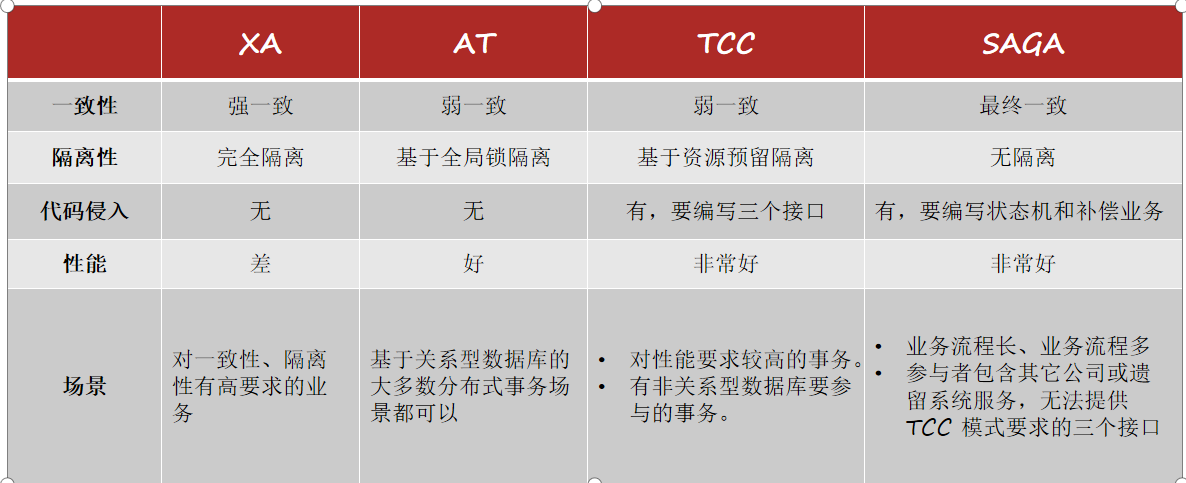 XA AT TCC SAGA
一致性 强一致 弱一致 弱一致 最终一致
隔离性 完全隔离 基于全局锁隔离 基于资源预留隔离 无隔离
代码侵入 无 无 有，要编写三个接口 有，要编写状态机和补偿业务
性能 差 好 非常好 非常好
场景
对一致性、隔离
性有高要求的业
务
基于关系型数据库的
大多数分布式事务场
景都可以
• 对性能要求较高的事务。
• 有非关系型数据库要参
与的事务。
• 业务流程长、业务流程多
• 参与者包含其它公司或遗
留系统服务，无法提供
TCC 模式要求的三个接口